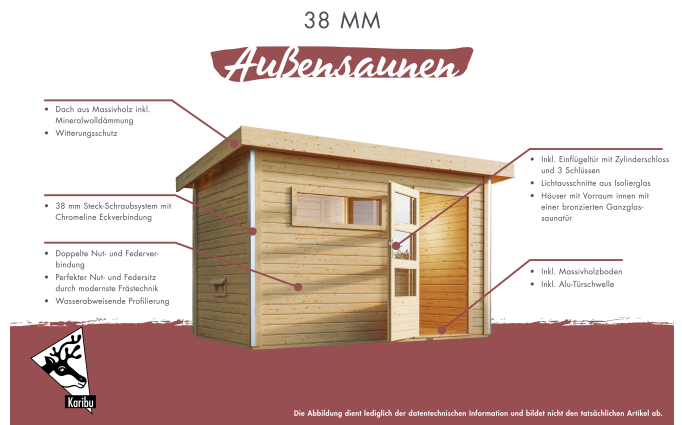 38 MM
Außensaunen
• Dach aus Massivholz inkl.
Mineralwolldämmung
• Witterungsschutz
• 38 mm Steck-Schraubsystem mit
Chromeline Eckverbindung
• Doppelte Nut- und Federver-
bindung
• Perfekter Nut- und Federsitz
durch modernste Frästechnik
• Wasserabweisende Profilierung
• Inkl. Einflügeltür mit Zylinderschloss
und 3 Schlüssen
• Lichtausschnitte aus Isolierglas
• Häuser mit Vorraum innen mit
einer bronzierten Ganzglas-
saunatür
• Inkl. Massivholzboden
• Inkl. Alu-Türschwelle
Karibu
Die Abbildung dient lediglich der datentechnischen Information und bildet nicht den tatsächlichen Artikel ab.